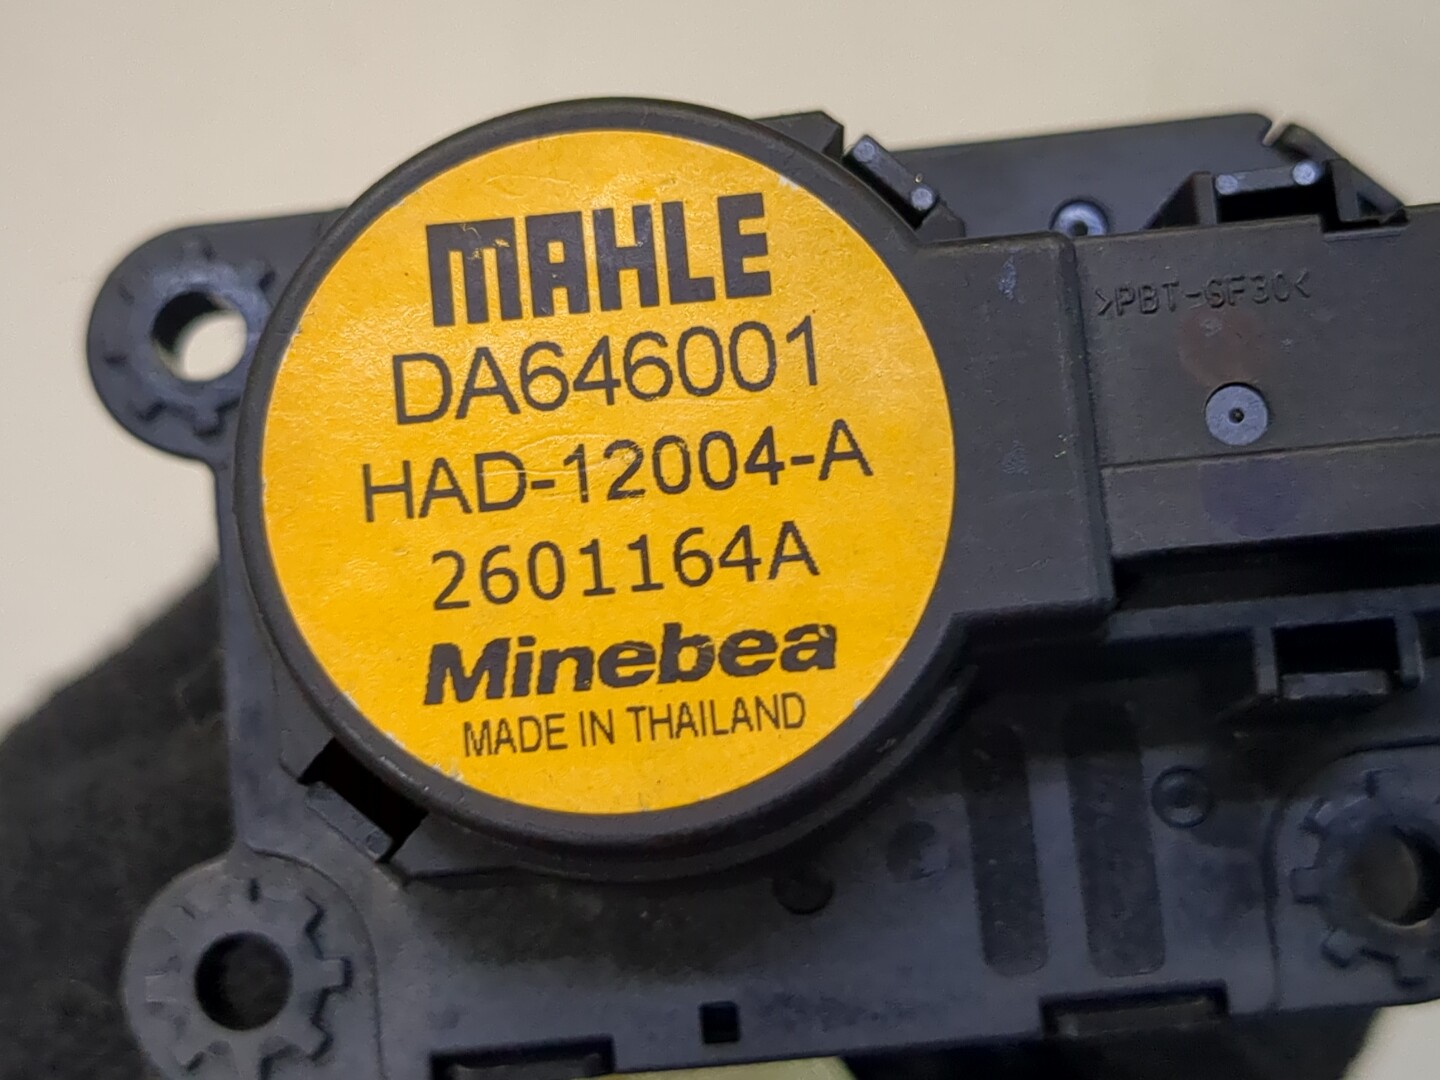 MAHLE
DA646001
HAD-12004-A
2601164A
Minebea
MADE IN THAILAND
>PBT-GF30<